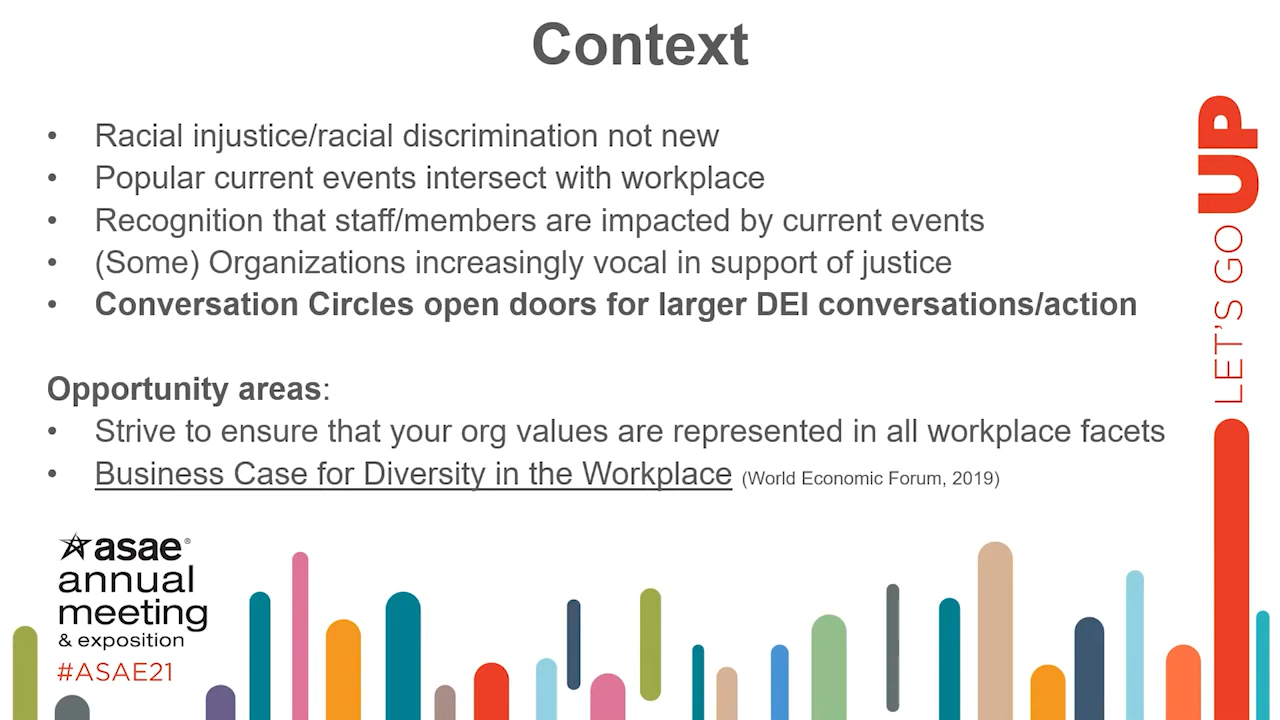 Context
• Racial injustice/racial discrimination not new
• Popular current events intersect with workplace
• Recognition that staff/members are impacted by current events
• (Some) Organizations increasingly vocal in support of justice
• Conversation Circles open doors for larger DEI conversations/action
Opportunity areas:
• Strive to ensure that your org values are represented in all workplace facets
• Business Case for Diversity in the Workplace (World Economic Forum, 2019)
asae®
annual
meeting
& exposition
#ASAE21
LET'S GO UP